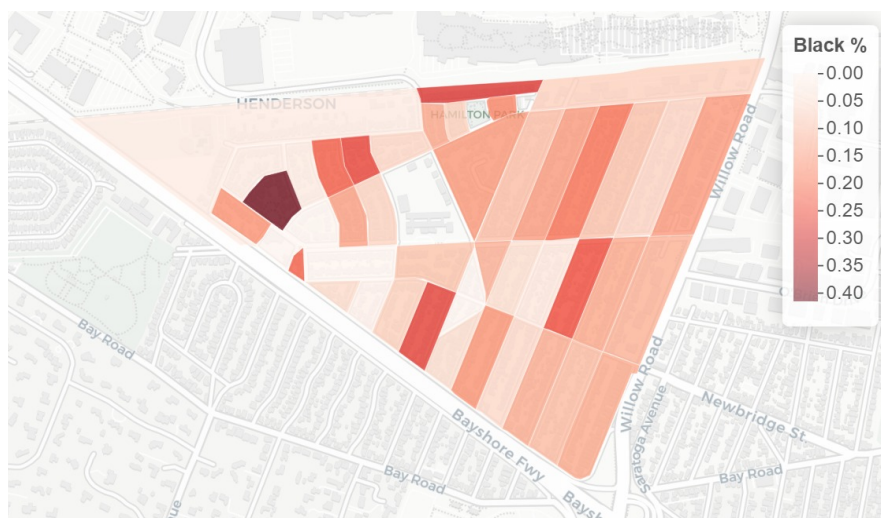 Black %
0.00
0.05
0.10
0.15
0.20
0.25
0.30
0.35
0.40
HENDERSON
HAMILTON PARK
Willow Road
Bay Road
Willow Road
Saratoga Avenue
Newbridge St.
Bayshore Fwy
Bay Road
Bay Road